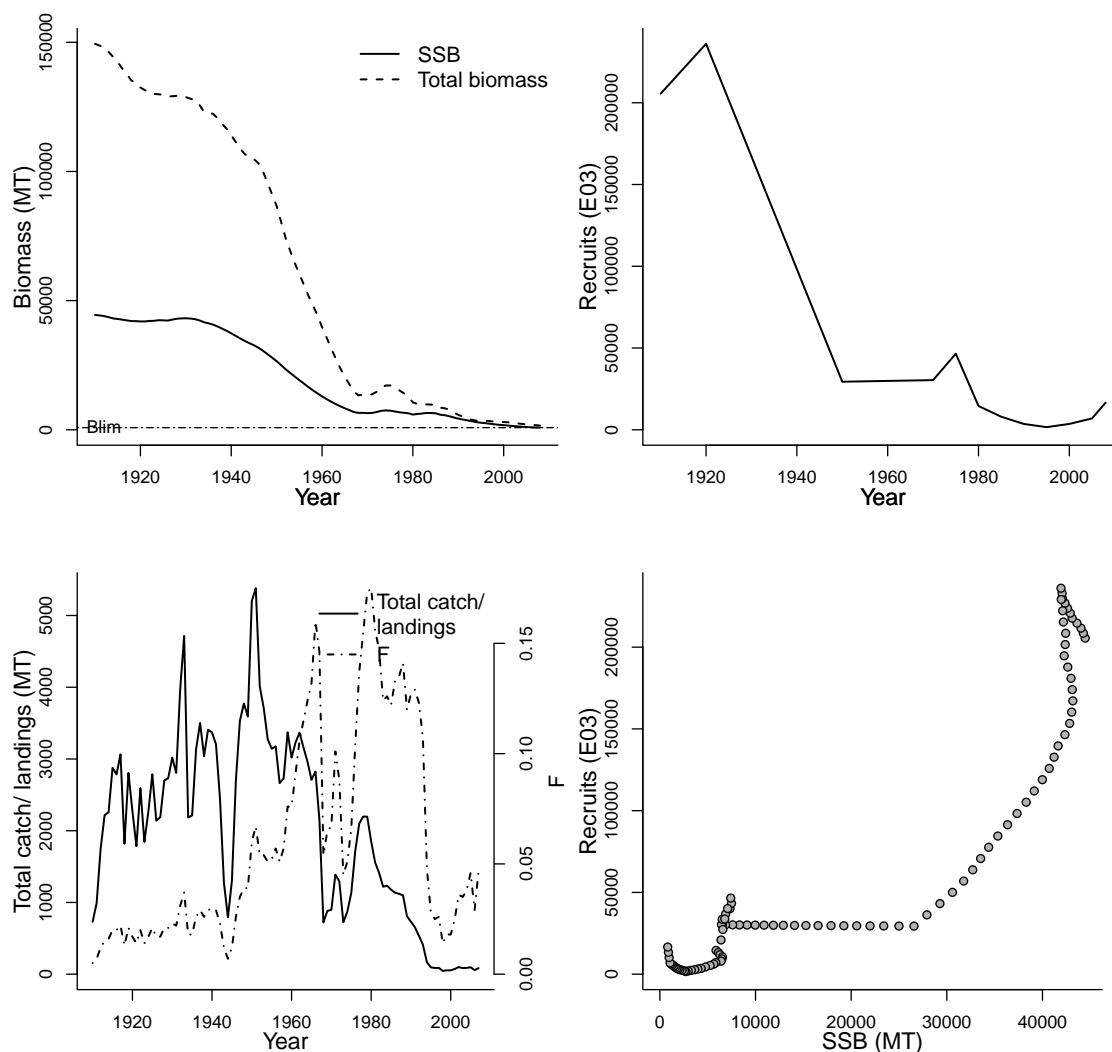 SSB
Total biomass
Biomass (MT)
0
50000
100000
150000
Blim
1920
1940
1960
1980
2000
Year
Recruits (E03)
0
50000
100000
150000
200000
1920
1940
1960
1980
2000
Year
Total catch/
landings
F
Total catch/ landings (MT)
0
1000
2000
3000
4000
5000
0.00
0.05
0.10
0.15
F
1920
1940
1960
1980
2000
Year
Recruits (E03)
0
50000
100000
150000
200000
0
10000
20000
30000
40000
SSB (MT)